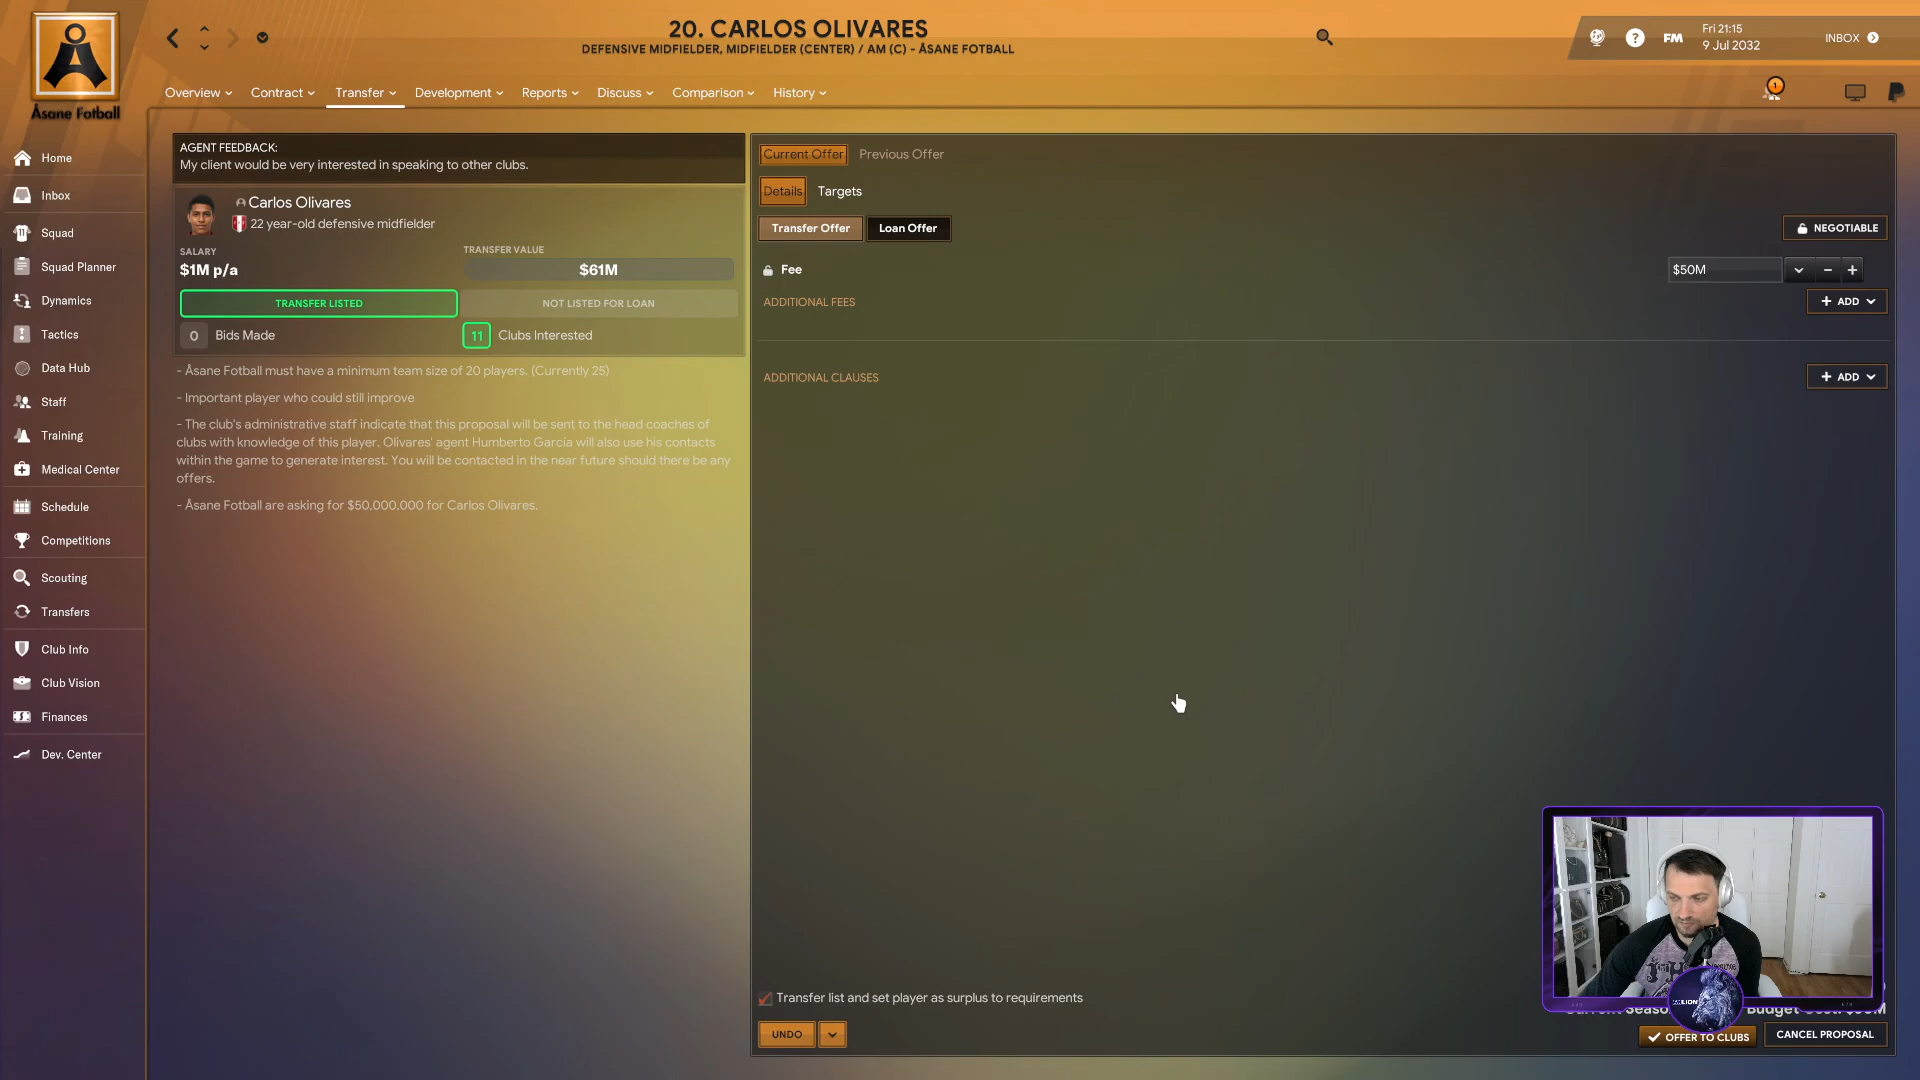 20. CARLOS OLIVARES
DEFENSIVE MIDFIELDER, MIDFIELDER (CENTER) / AM (C) - ÅSANE FOTBALL
FM
Fri 21:15
9 Jul 2032
INBOX
Åsane Fotball
Overview
Contract
Transfer
Development
Reports
Discuss
Comparison
History
1
Home
Inbox
Squad
Squad Planner
Dynamics
Tactics
Data Hub
Staff
Training
Medical Center
Schedule
Competitions
Scouting
Transfers
Club Info
Club Vision
Finances
Dev. Center
AGENT FEEDBACK:
My client would be very interested in speaking to other clubs.
Carlos Olivares
22 year-old defensive midfielder
SALARY
$1M p/a
TRANSFER VALUE
$61M
TRANSFER LISTED
NOT LISTED FOR LOAN
0 Bids Made
11 Clubs Interested
- Åsane Fotball must have a minimum team size of 20 players. (Currently 25)
- Important player who could still improve
- The club's administrative staff indicate that this proposal will be sent to the head coaches of
clubs with knowledge of this player. Olivares' agent Humberto García will also use his contacts
within the game to generate interest. You will be contacted in the near future should there be any
offers.
- Åsane Fotball are asking for $50,000,000 for Carlos Olivares.
Current Offer
Previous Offer
Details
Targets
Transfer Offer
Loan Offer
NEGOTIABLE
Fee
$50M
ADDITIONAL FEES
+ ADD
ADDITIONAL CLAUSES
+ ADD
Transfer list and set player as surplus to requirements
UNDO
LION
OFFER TO CLUBS
CANCEL PROPOSAL